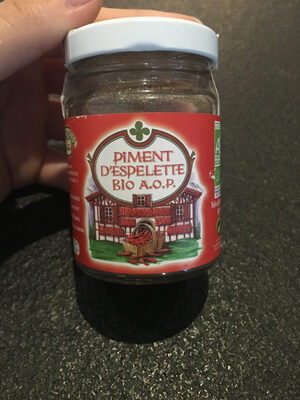 PIMENT
D'ESPELETTE
BIO A.O.P.